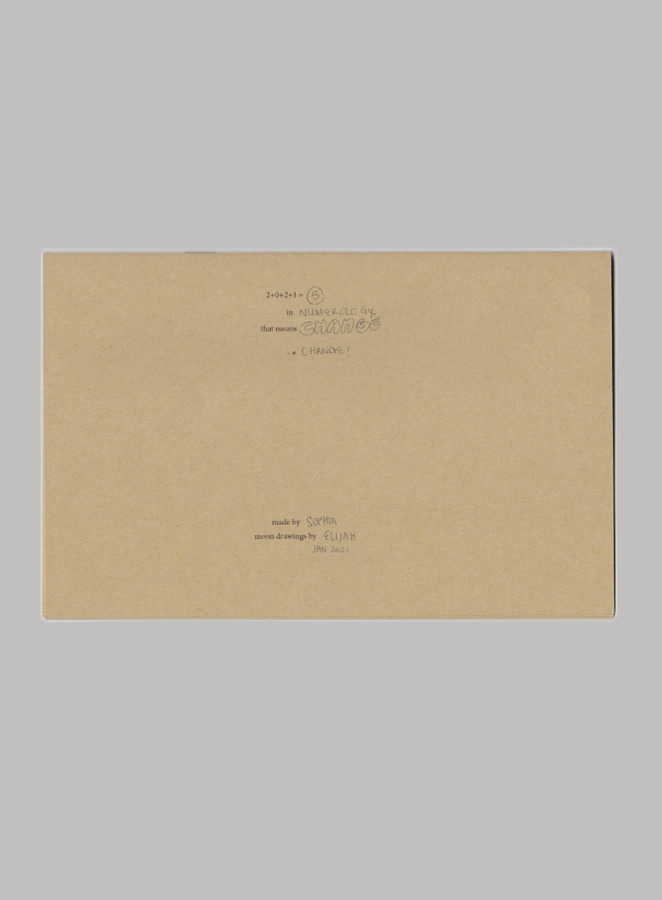 2+0+2+1 = 5
in NUMEROLOGY,
that means CHANGE
→ CHANGE!
made by SOPHIA
moon drawings by ELIJAH
JAN-2021